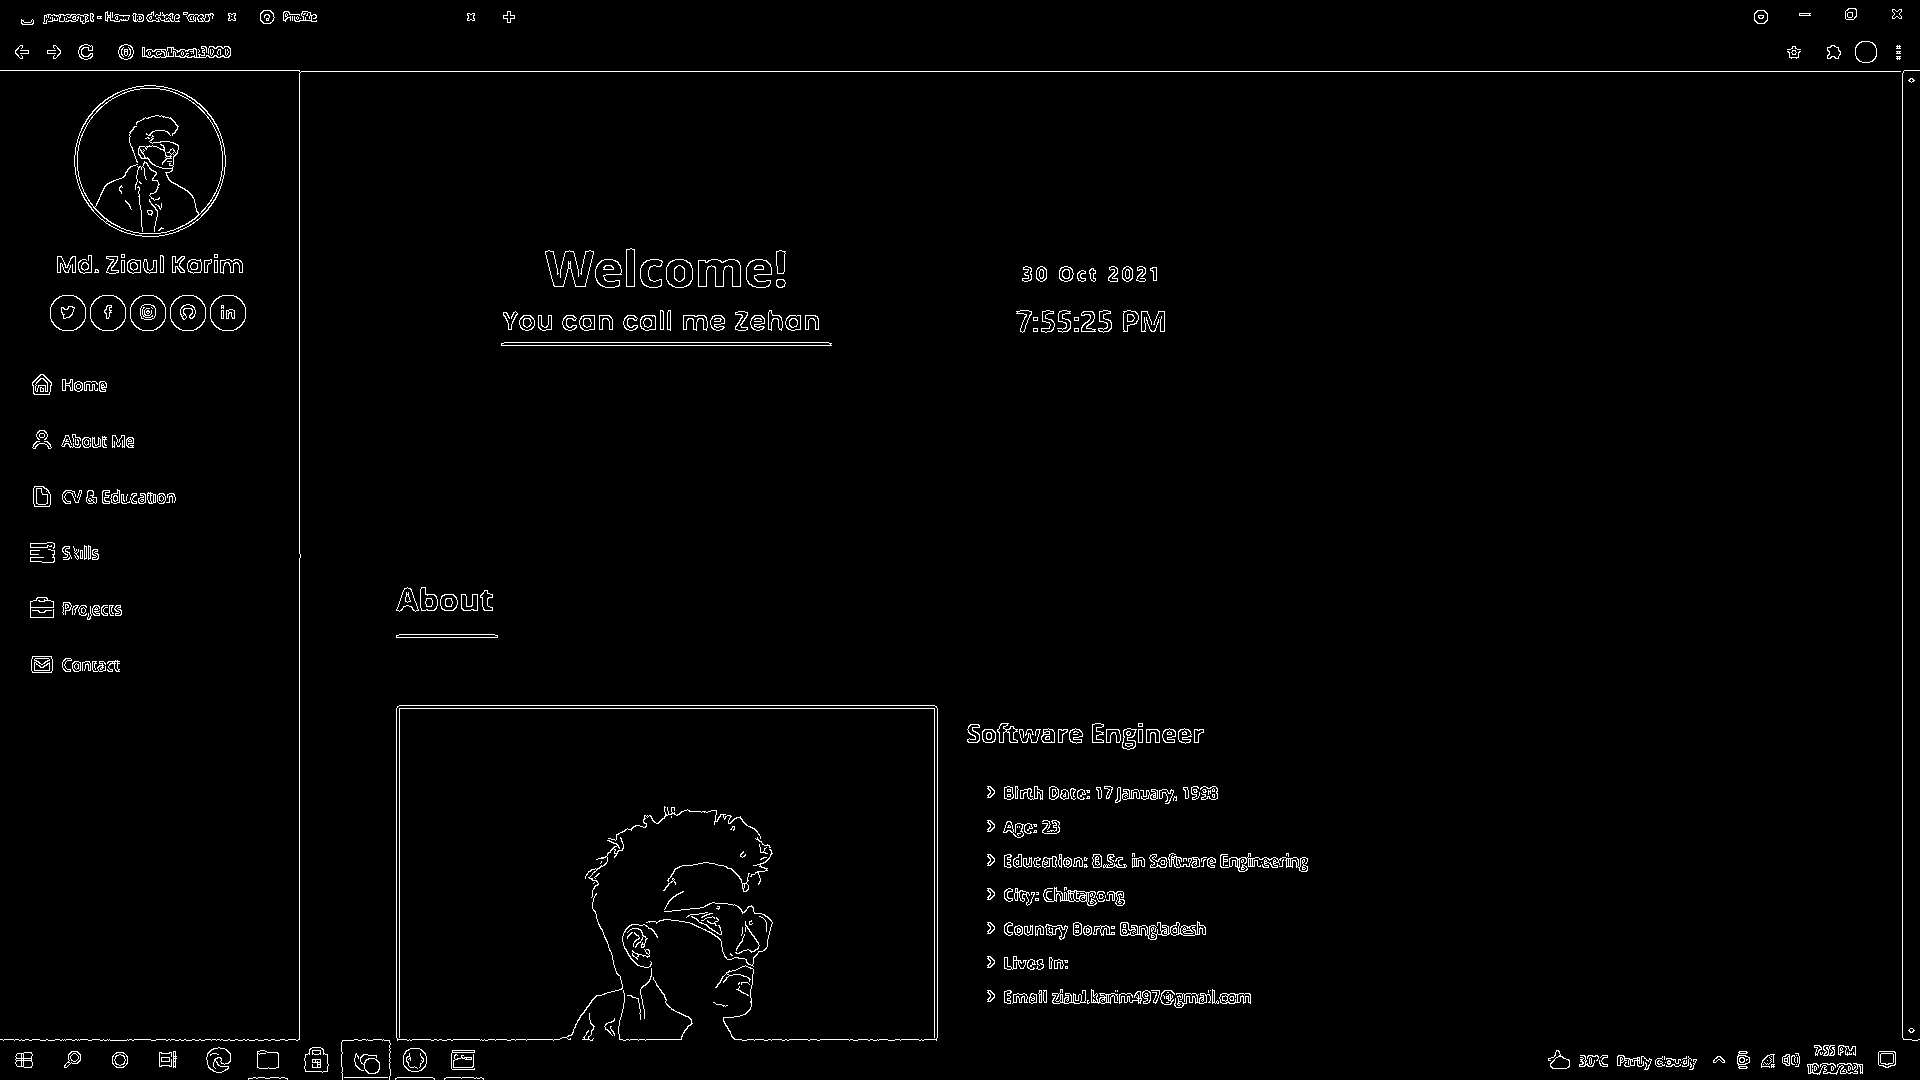 javascript - How to delete "area"
Profile
localhost:3000
Md. Ziaul Karim
Home
About Me
CV & Education
Skills
Projects
Contact
Welcome!
You can call me Zehan
30 Oct 2021
7:55:25 PM
About
Software Engineer
Birth Date: 17 January, 1998
Age: 23
Education: B.Sc. in Software Engineering
City: Chittagong
Country Born: Bangladesh
Lives In:
Email ziaul.karim497@gmail.com
30°C Partly cloudy
7:55 PM
10/30/2021